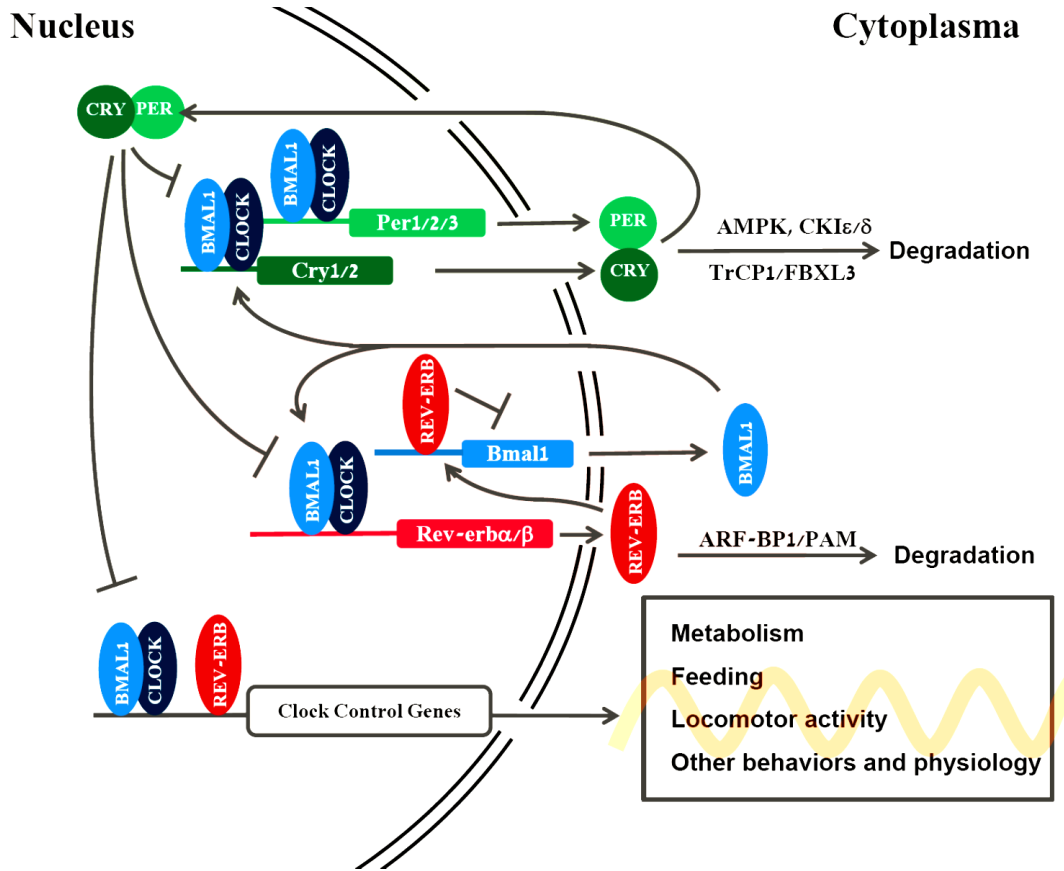 Nucleus
Cytoplasma
CRY PER
BMAL1
CLOCK
BMAL1
CLOCK
Per1/2/3
Cry1/2
PER
CRY
AMPK, CKIε/δ
TrCP1/FBXL3
Degradation
REV-ERB
Bmal1
BMAL1
BMAL1
CLOCK
Rev-erbα/β
REV-ERB
ARF-BP1/PAM
Degradation
BMAL1
CLOCK
REV-ERB
Clock Control Genes
Metabolism
Feeding
Locomotor activity
Other behaviors and physiology